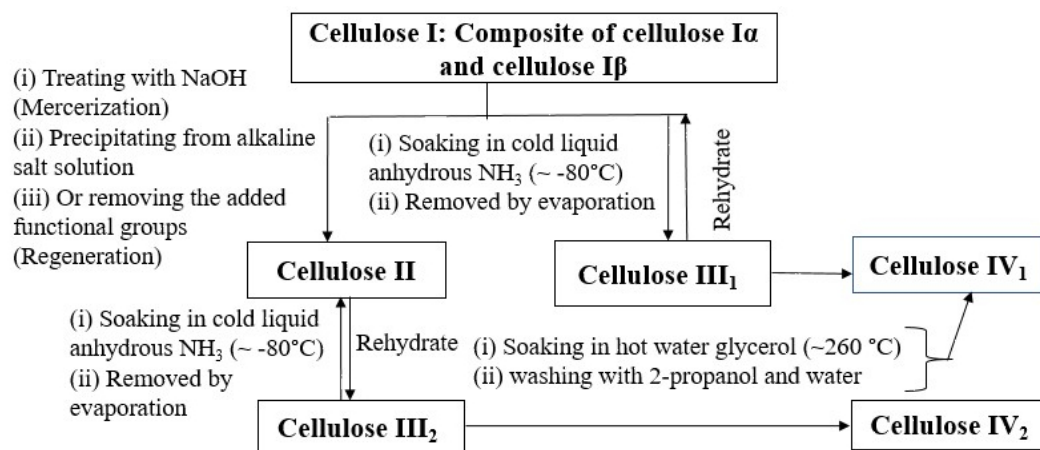 Cellulose I: Composite of cellulose Iα
and cellulose Iβ
(i) Treating with NaOH
(Mercerization)
(ii) Precipitating from alkaline
salt solution
(iii) Or removing the added
functional groups
(Regeneration)
(i) Soaking in cold liquid
anhydrous NH₃ (~ -80°C)
(ii) Removed by evaporation
Rehydrate
Cellulose II
Cellulose III₁
Cellulose IV₁
(i) Soaking in cold liquid
anhydrous NH₃ (~ -80°C)
(ii) Removed by
evaporation
Rehydrate
(i) Soaking in hot water glycerol (~260 °C)
(ii) washing with 2-propanol and water
Cellulose III₂
Cellulose IV₂